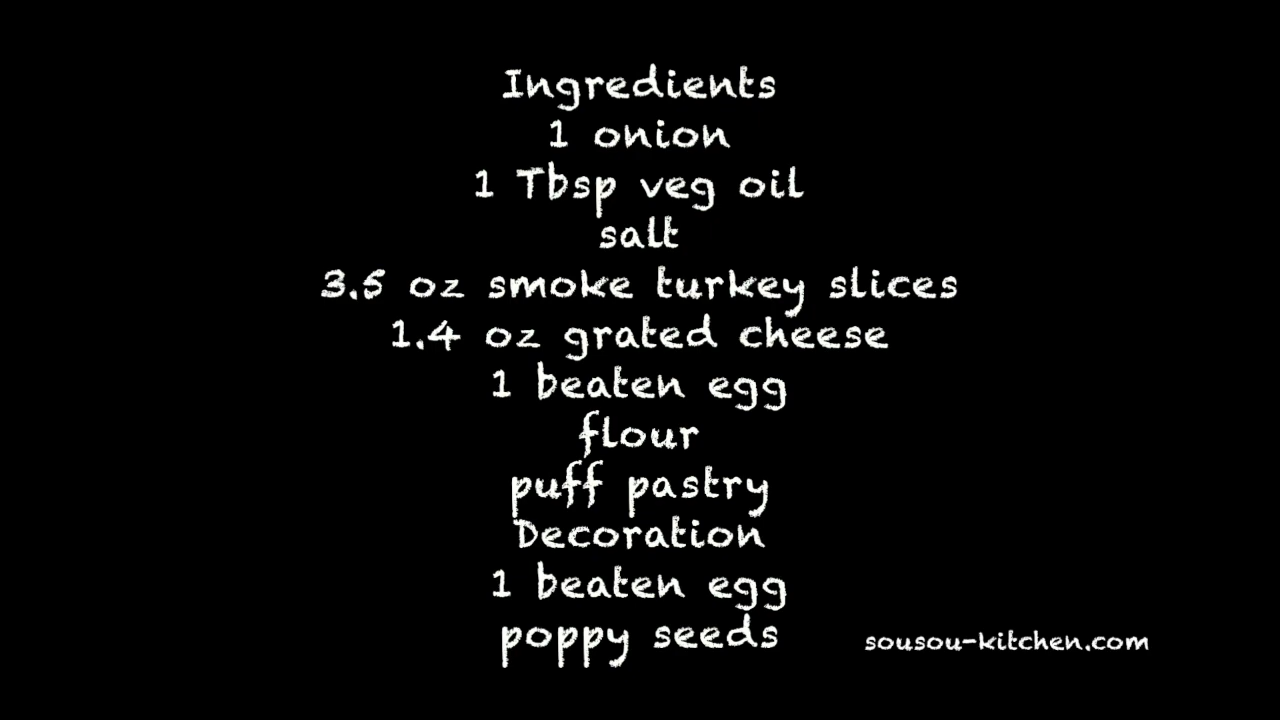 Ingredients
1 onion
1 Tbsp veg oil
salt
3.5 oz smoke turkey slices
1.4 oz grated cheese
1 beaten egg
flour
puff pastry
Decoration
1 beaten egg
poppy seeds
sousou-kitchen.com